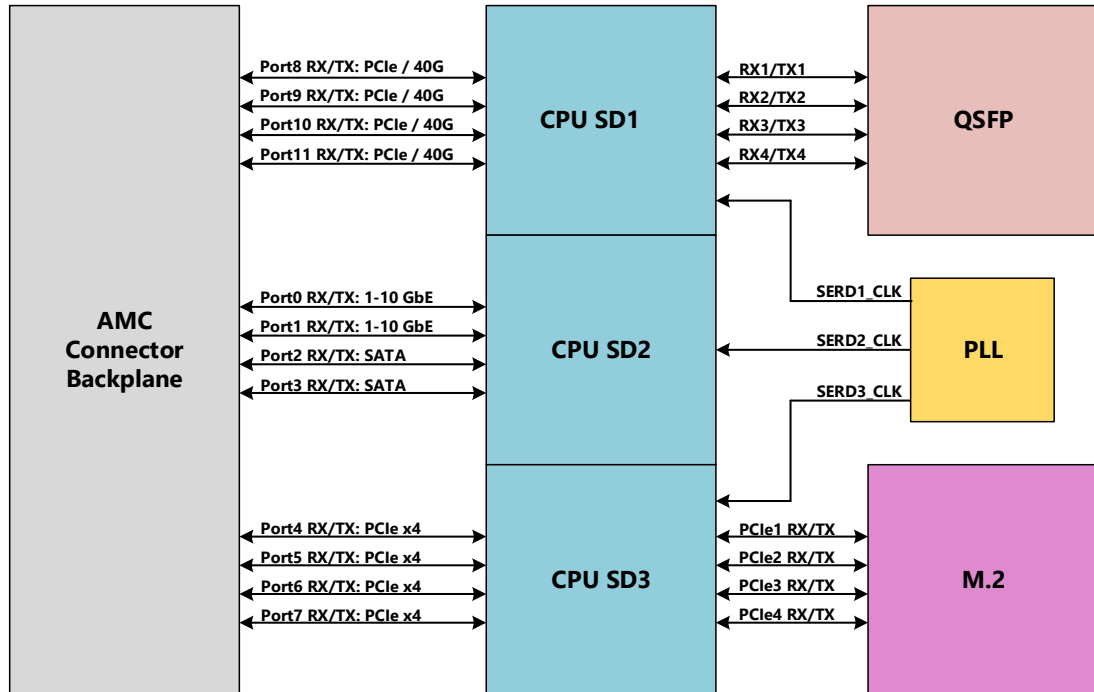 Port8 RX/TX: PCIe / 40G
Port9 RX/TX: PCIe / 40G
Port10 RX/TX: PCIe / 40G
Port11 RX/TX: PCIe / 40G
CPU SD1
RX1/TX1
RX2/TX2
RX3/TX3
RX4/TX4
QSFP
AMC
Connector
Backplane
Port0 RX/TX: 1-10 GbE
Port1 RX/TX: 1-10 GbE
Port2 RX/TX: SATA
Port3 RX/TX: SATA
CPU SD2
SERD1_CLK
SERD2_CLK
SERD3_CLK
PLL
Port4 RX/TX: PCIe x4
Port5 RX/TX: PCIe x4
Port6 RX/TX: PCIe x4
Port7 RX/TX: PCIe x4
CPU SD3
PCIe1 RX/TX
PCIe2 RX/TX
PCIe3 RX/TX
PCIe4 RX/TX
M.2